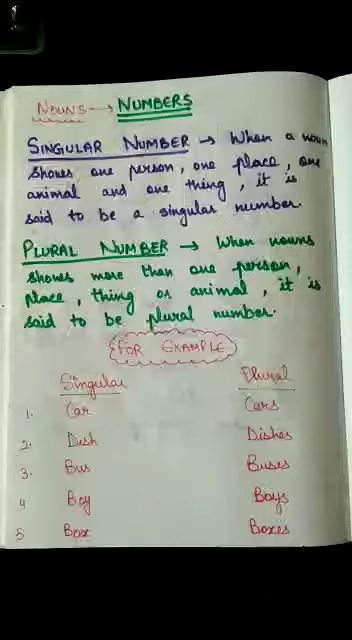 NOUNS → NUMBERS
SINGULAR NUMBER → When a noun
shows one person, one place, one
animal and one thing, it is
said to be a singular number.
PLURAL NUMBER → When nouns
shows more than one person,
place, thing or animal, it is
said to be plural number.
FOR EXAMPLE
Singular Plural
1. Car Cars
2. Dish Dishes
3. Bus Buses
4 Boy Boys
5 Box Boxes